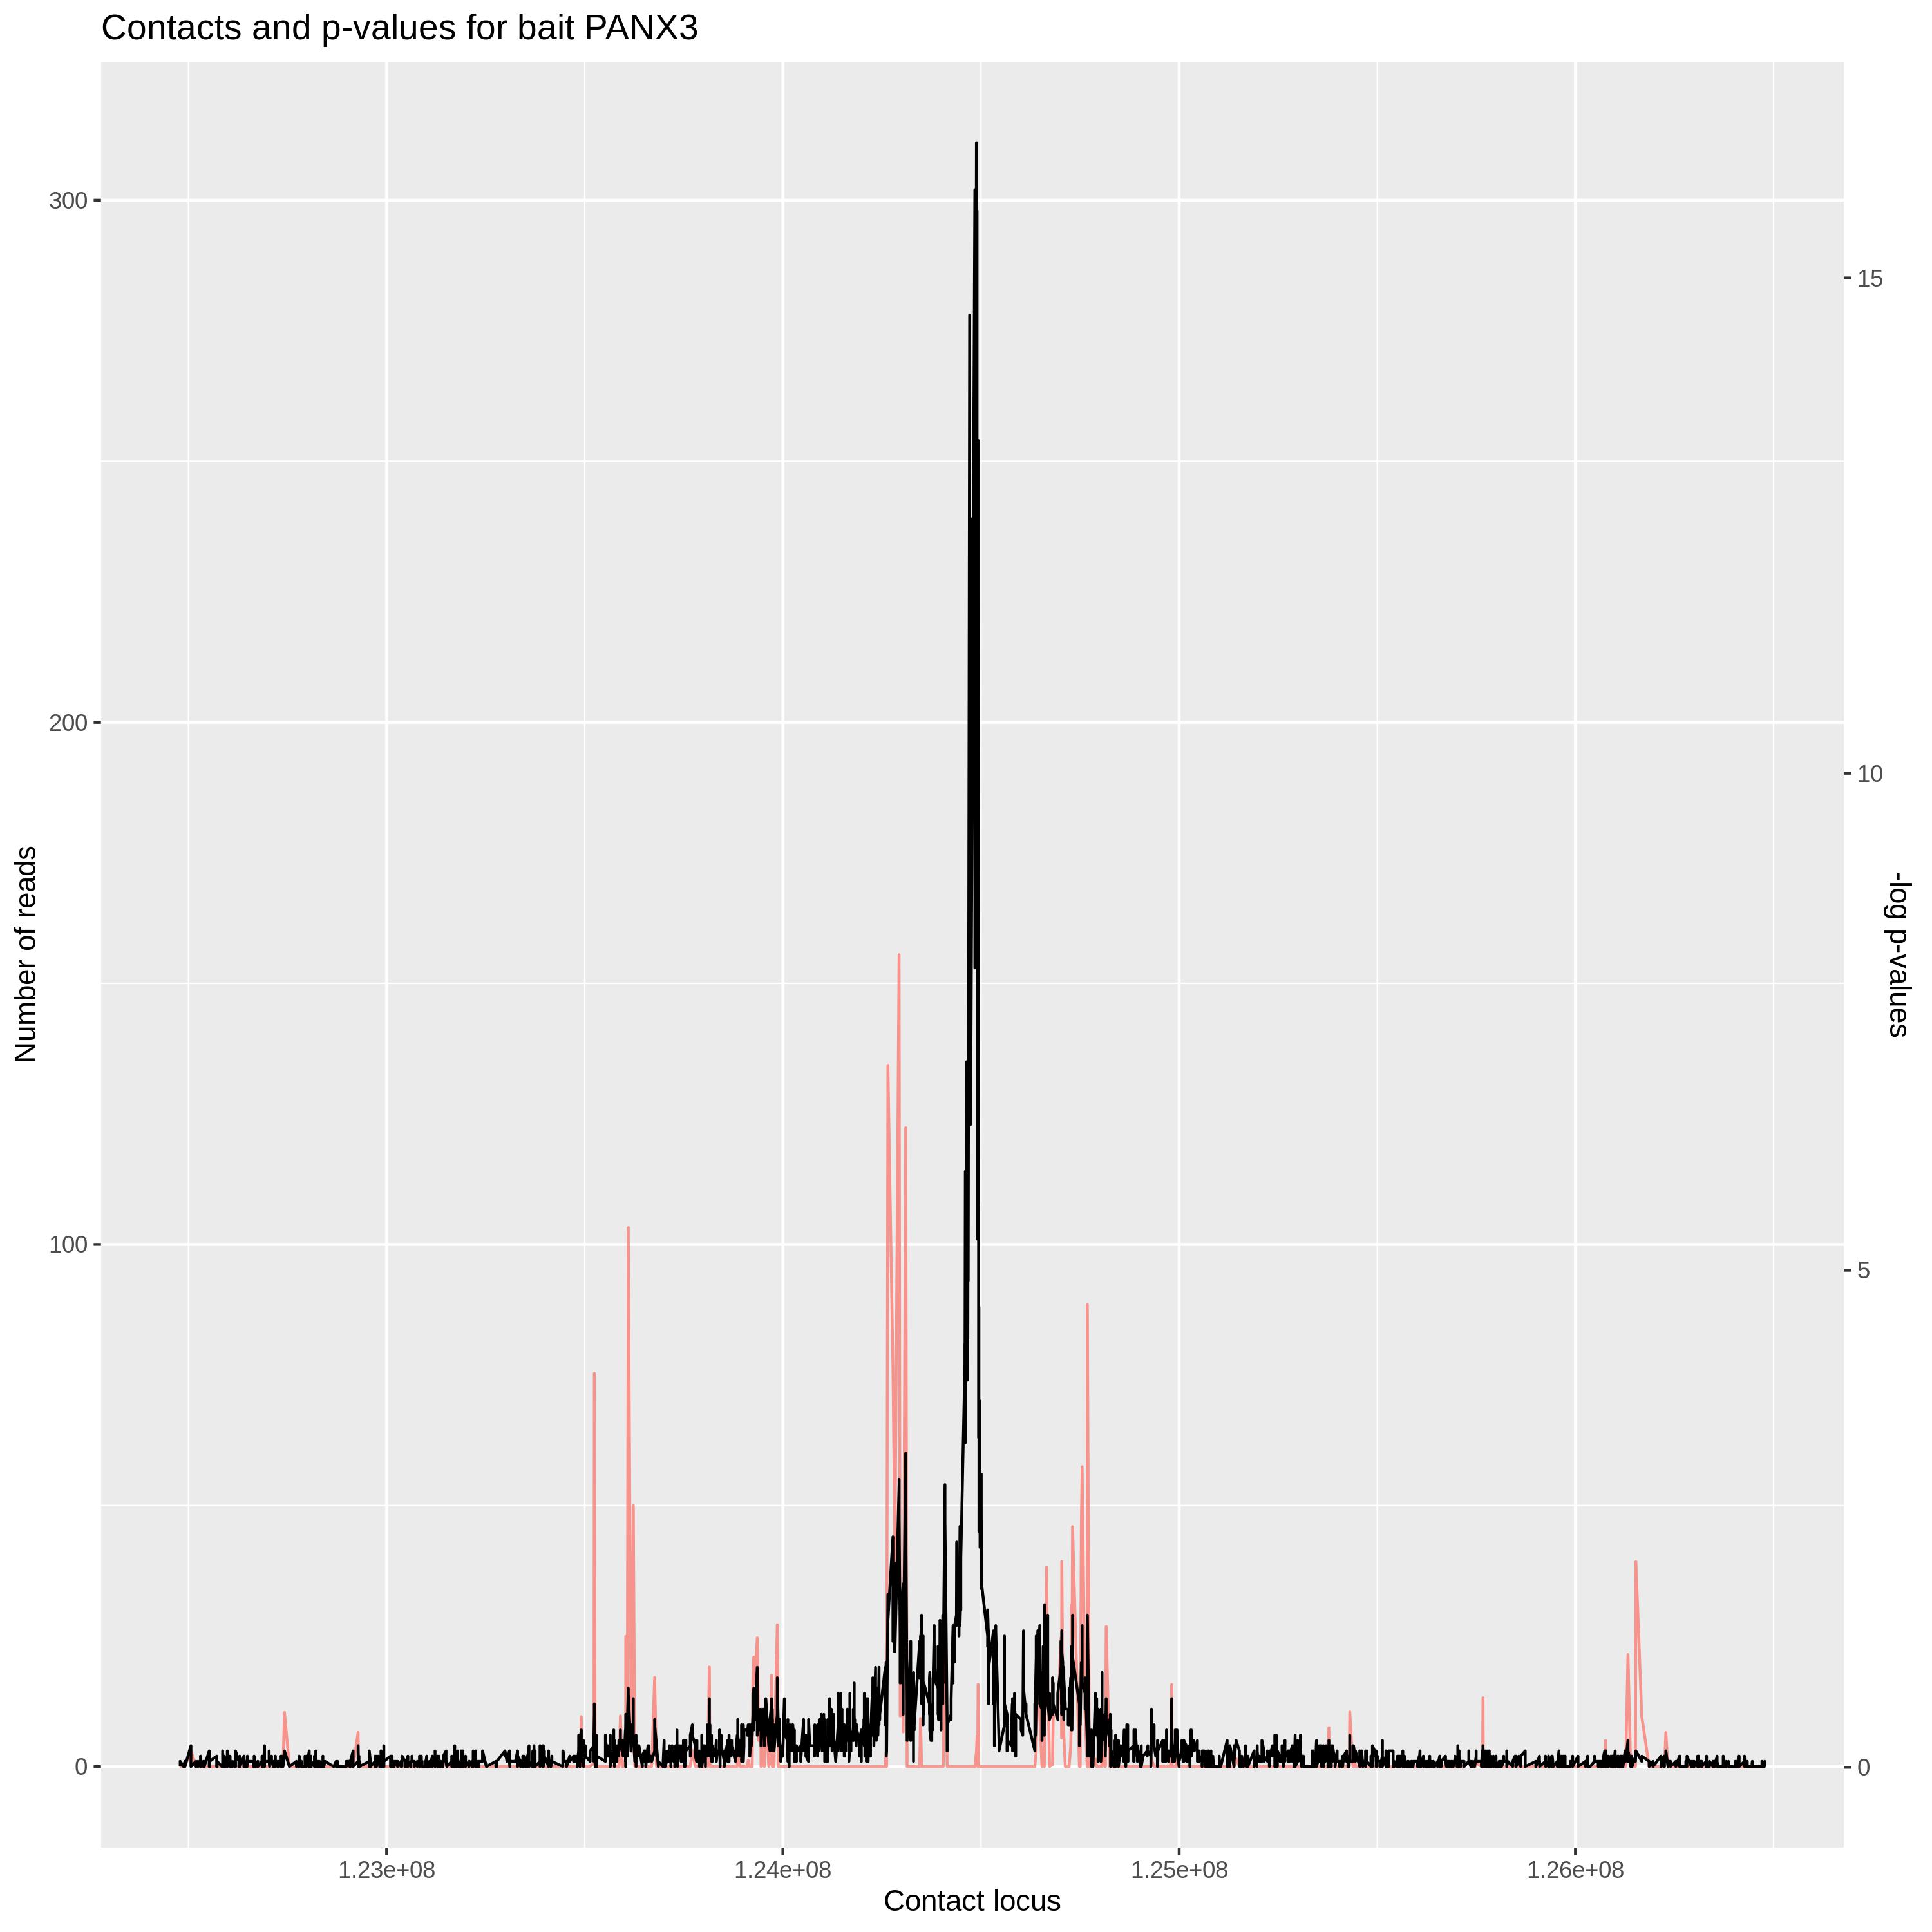 Contacts and p-values for bait PANX3
300
200
100
0
Number of reads
15
10
5
0
-log p-values
1.23e+08 1.24e+08 1.25e+08 1.26e+08
Contact locus